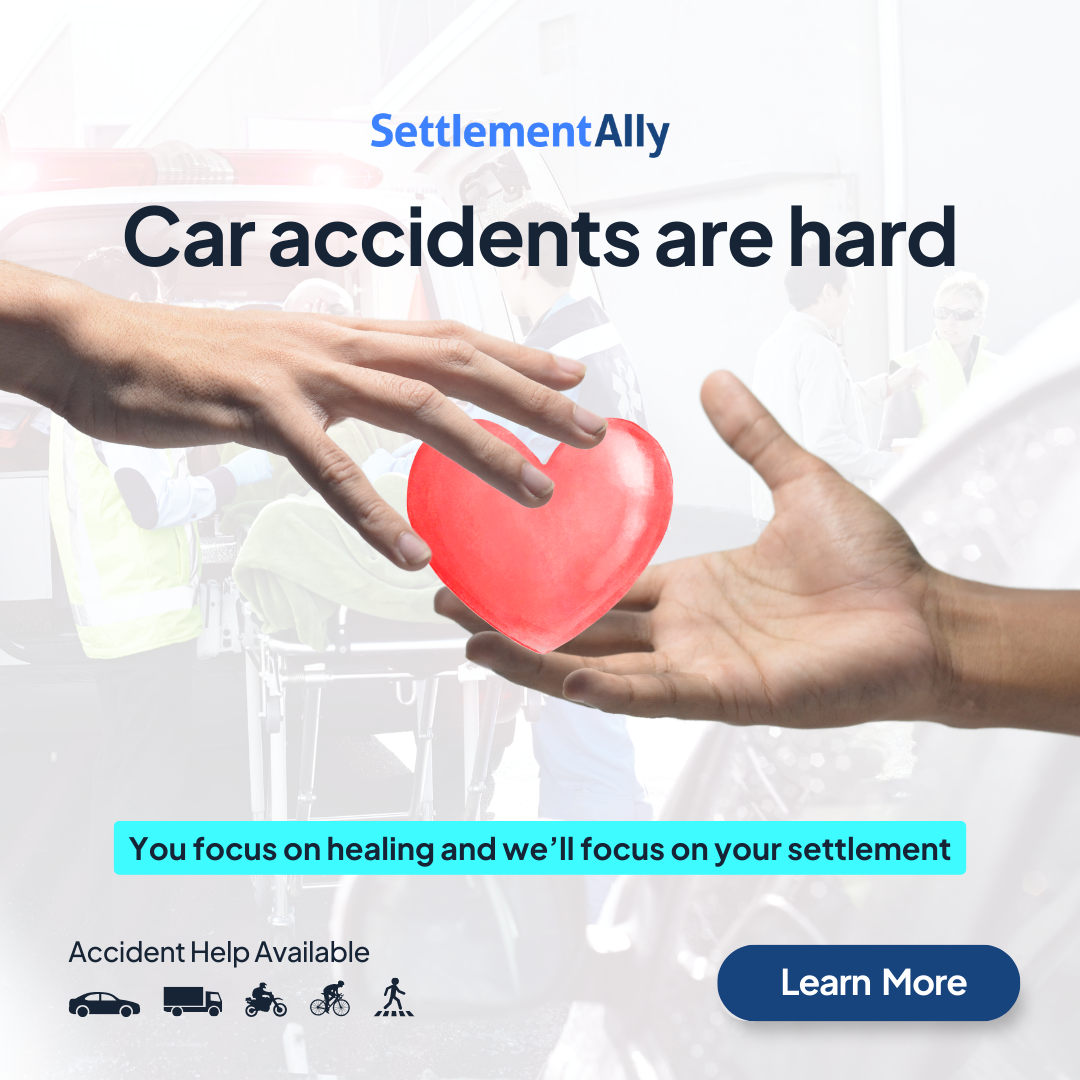 SettlementAlly
Car accidents are hard
You focus on healing and we’ll focus on your settlement
Accident Help Available
Learn More